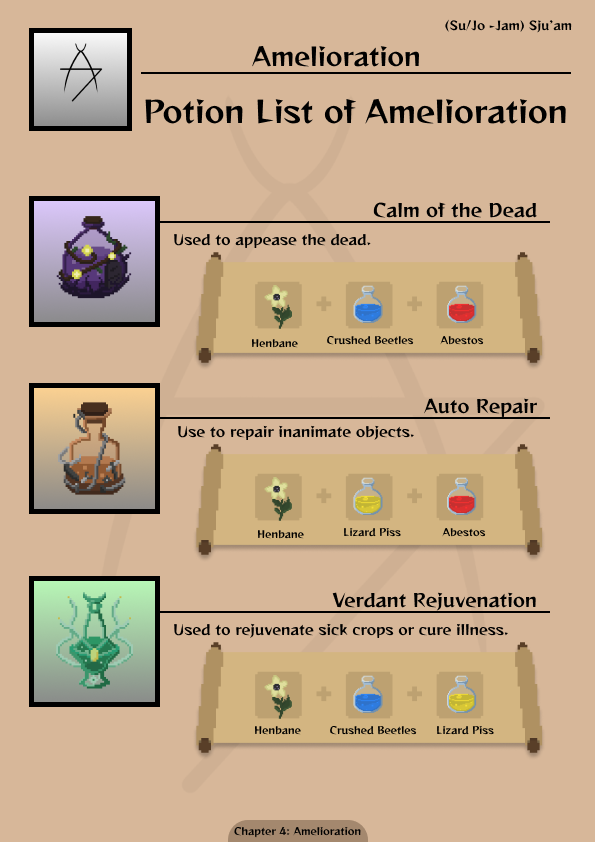 (Su/Jo -Jam) Sju'am
Amelioration
Potion List of Amelioration
Calm of the Dead
Used to appease the dead.
Henbane
Crushed Beetles
Abestos
Auto Repair
Use to repair inanimate objects.
Henbane
Lizard Piss
Abestos
Verdant Rejuvenation
Used to rejuvenate sick crops or cure illness.
Henbane
Crushed Beetles
Lizard Piss
Chapter 4: Amelioration